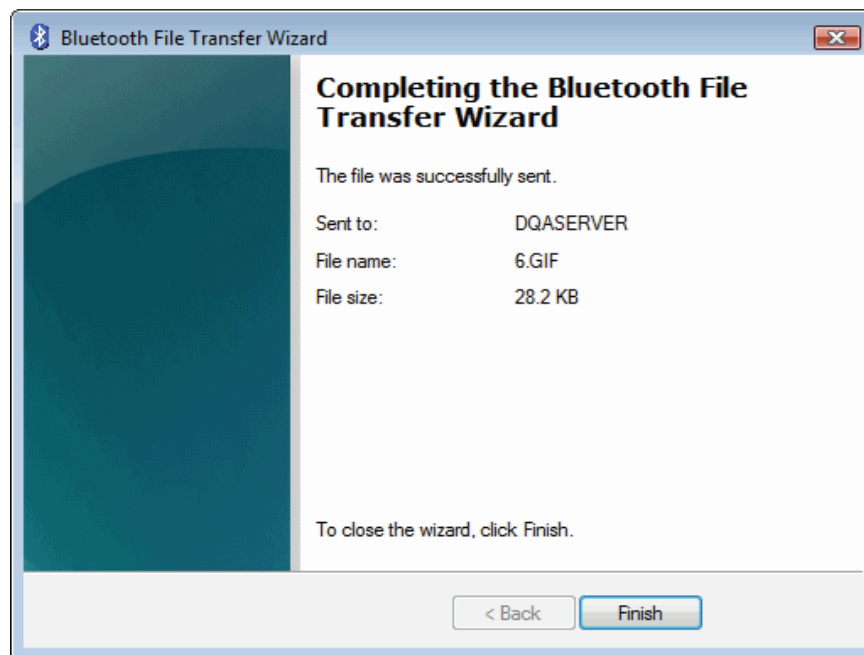 Bluetooth File Transfer Wizard
Completing the Bluetooth File
Transfer Wizard
The file was successfully sent.
Sent to: DQASERVER
File name: 6.GIF
File size: 28.2 KB
To close the wizard, click Finish.
< Back Finish